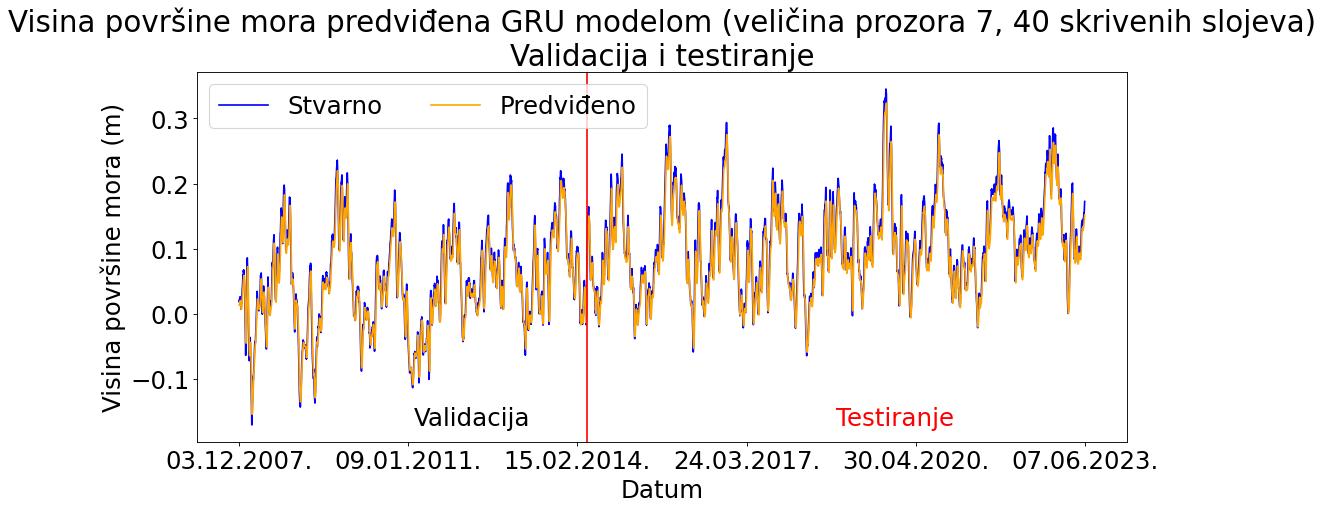 Visina površine mora predviđena GRU modelom (veličina prozora 7, 40 skrivenih slojeva)
Validacija i testiranje
Stvarno Predviđeno
Visina površine mora (m)
0.3
0.2
0.1
0.0
−0.1
Validacija Testiranje
03.12.2007. 09.01.2011. 15.02.2014. 24.03.2017. 30.04.2020. 07.06.2023.
Datum